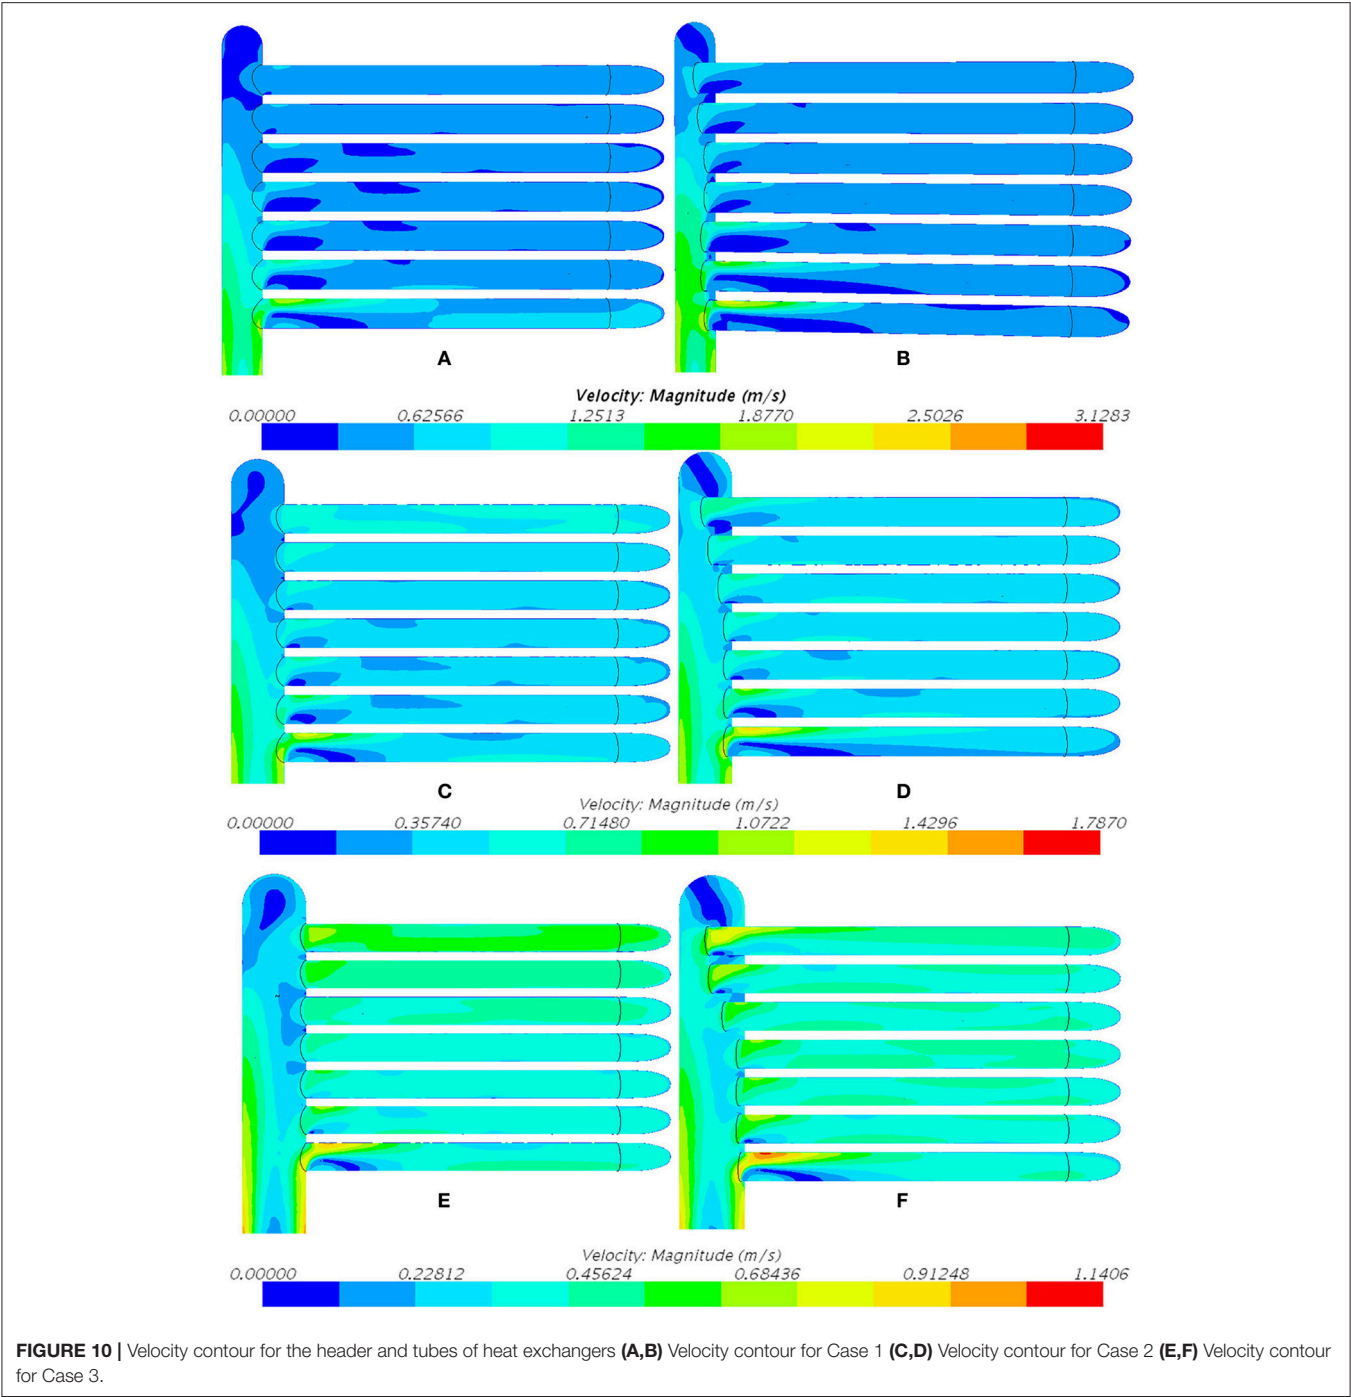 A
B
Velocity: Magnitude (m/s)
0.00000 0.62566 1.2513 1.8770 2.5026 3.1283
C
D
Velocity: Magnitude (m/s)
0.00000 0.35740 0.71480 1.0722 1.4296 1.7870
E
F
Velocity: Magnitude (m/s)
0.00000 0.22812 0.45624 0.68436 0.91248 1.1406
FIGURE 10 | Velocity contour for the header and tubes of heat exchangers (A,B) Velocity contour for Case 1 (C,D) Velocity contour for Case 2 (E,F) Velocity contour
for Case 3.